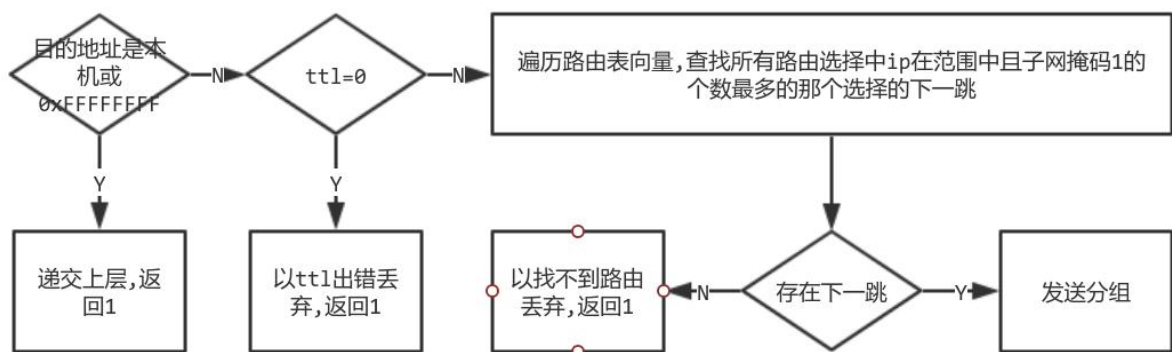 目的地址是本
机或
0xFFFFFFFF
N
ttl=0
N
遍历路由表向量,查找所有路由选择中ip在范围中且子网掩码1的
个数最多的那个选择的下一跳
Y
Y
递交上层,返
回1
以ttl出错丢
弃,返回1
以找不到路由
丢弃,返回1
N
存在下一跳
Y
发送分组